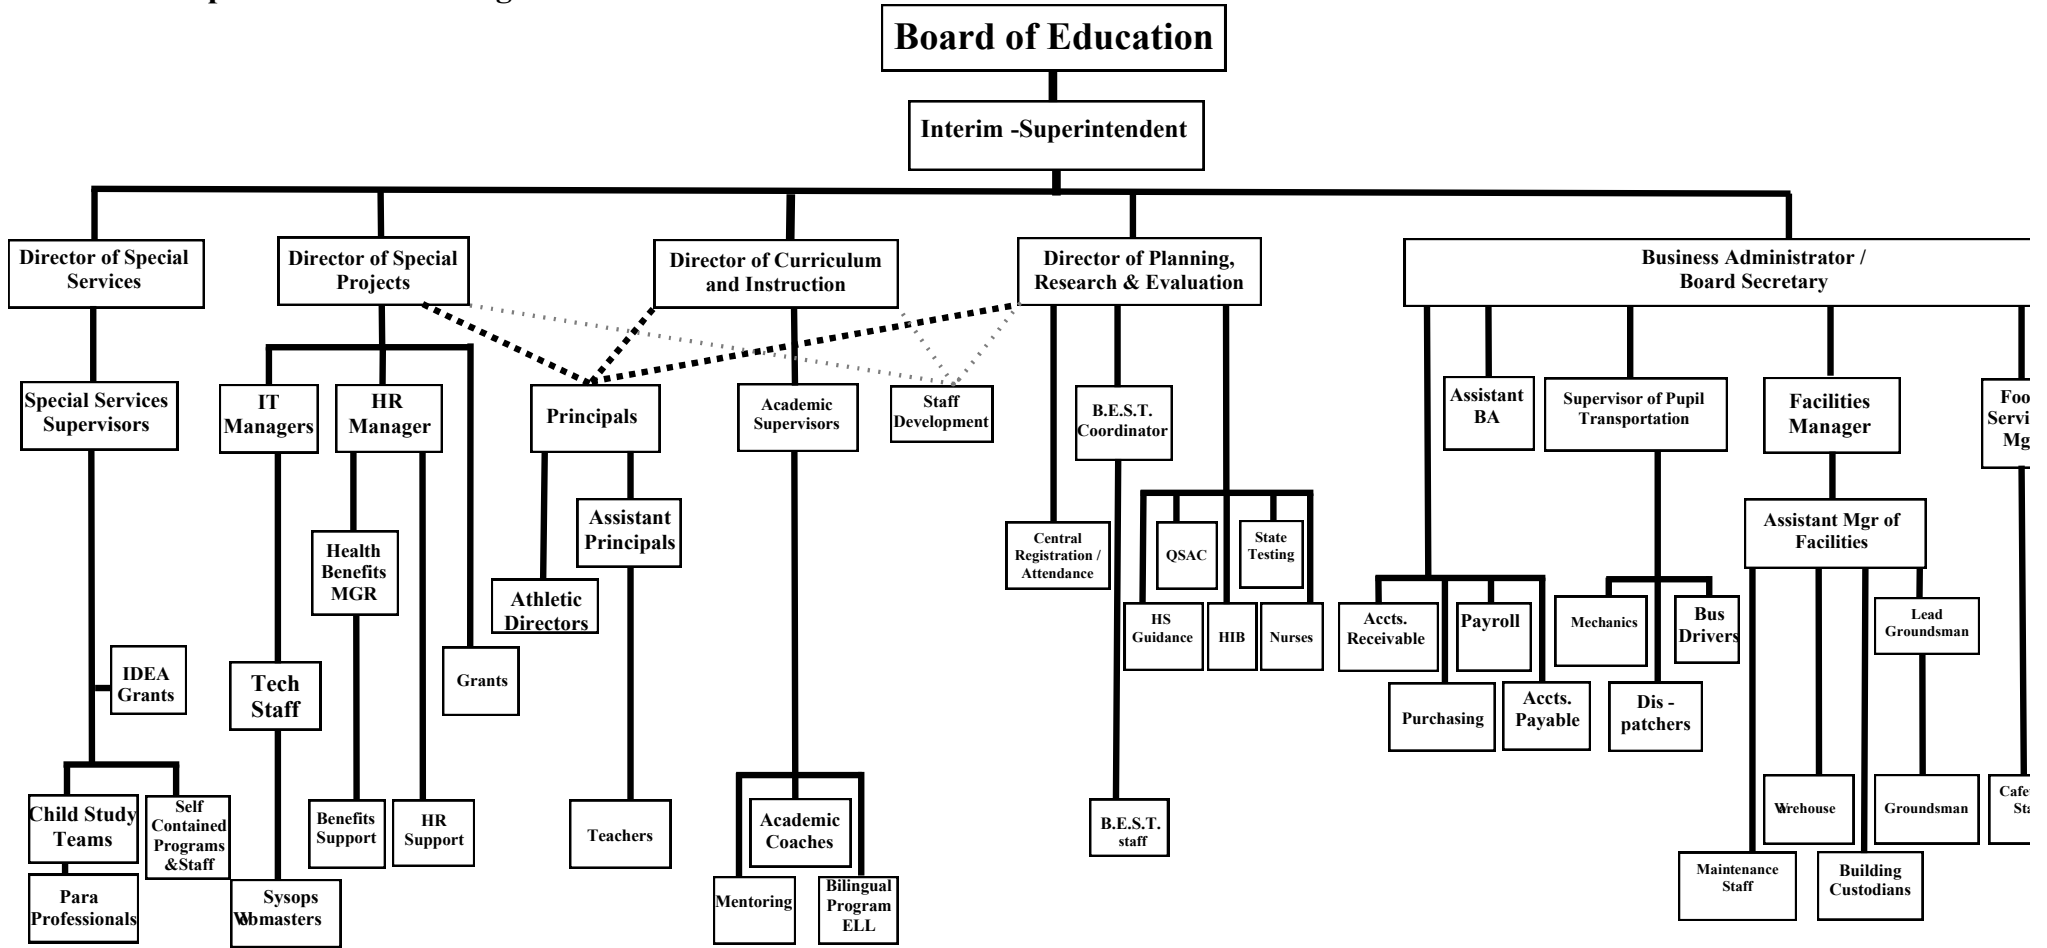 Board of Education
Interim -Superintendent
Director of Special
Services
Director of Special
Projects
Director of Curriculum
and Instruction
Director of Planning,
Research & Evaluation
Business Administrator /
Board Secretary
Special Services
Supervisors
IT
Managers
HR
Manager
Principals
Academic
Supervisors
Staff
Development
B.E.S.T.
Coordinator
Assistant
BA
Supervisor of Pupil
Transportation
Facilities
Manager
Assistant
Principals
Assistant Mgr of
Facilities
Health
Benefits
MGR
Athletic
Directors
Central
Registration /
Attendance
QSAC
State
Testing
HS
Guidance
HIB
Nurses
Accts.
Receivable
Payroll
Mechanics
Bus
Drivers
Lead
Groundsman
IDEA
Grants
Tech
Staff
Grants
Purchasing
Accts.
Payable
Dis -
patchers
Child Study
Teams
Self
Contained
Programs
&Staff
Benefits
Support
HR
Support
Teachers
Academic
Coaches
B.E.S.T.
staff
Warehouse
Groundsman
Para
Professionals
Sysops
Webmasters
Mentoring
Bilingual
Program
ELL
Maintenance
Staff
Building
Custodians